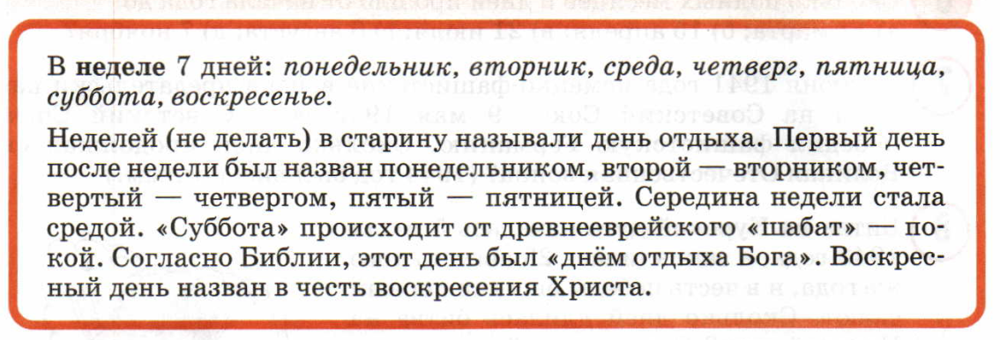 В неделе 7 дней: понедельник, вторник, среда, четверг, пятница,
суббота, воскресенье.
Неделей (не делать) в старину называли день отдыха. Первый день
после недели был назван понедельником, второй — вторником, чет-
вертый — четвергом, пятый — пятницей. Середина недели стала
средой. «Суббота» происходит от древнееврейского «шабат» — по-
кой. Согласно Библии, этот день был «днём отдыха Бога». Воскрес-
ный день назван в честь воскресения Христа.